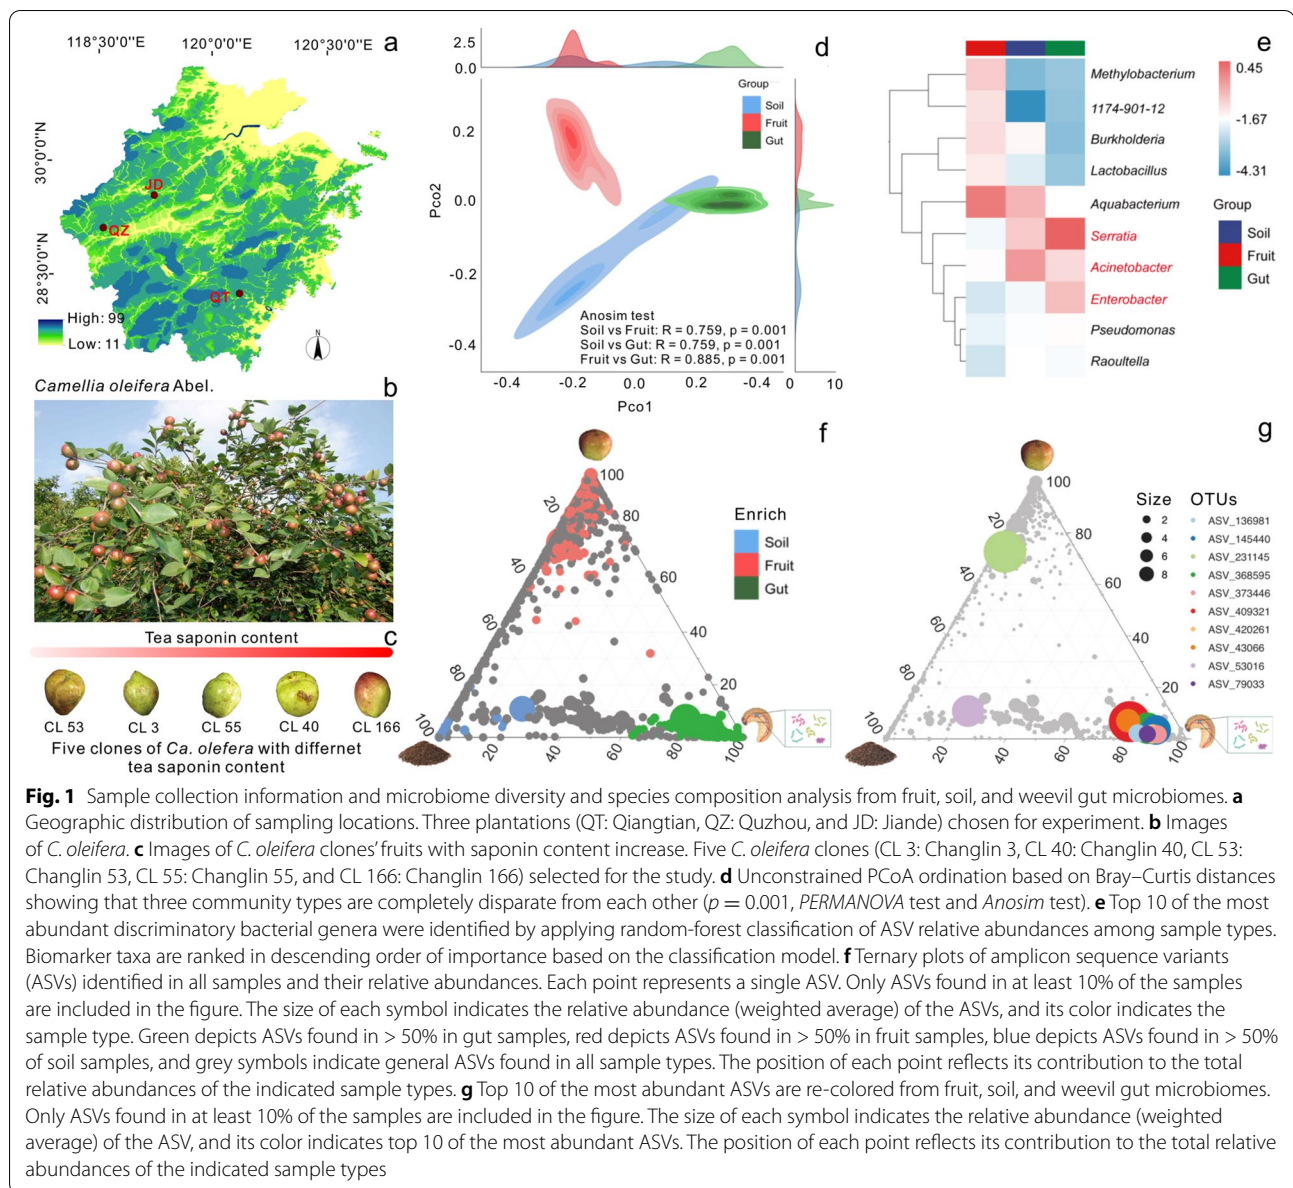 118°30'0''E
120°0'0''E
120°30'0''E
a
30°0'0''N
28°30'0''N
JD
QZ
QT
High: 99
Low: 11
N
Camellia oleifera Abel.
b
Tea saponin content
c
CL 53
CL 3
CL 55
CL 40
CL 166
Five clones of Ca. olefera with differnet
tea saponin content
d
2.5
0.0
Group
Soil
Fruit
Gut
Pco2
0.2
0.0
-0.2
-0.4
Anosim test
Soil vs Fruit: R = 0.759, p = 0.001
Soil vs Gut: R = 0.759, p = 0.001
Fruit vs Gut: R = 0.885, p = 0.001
-0.4
-0.2
0.0
0.2
-0.4
0
10
Pco1
e
Methylobacterium
1174-901-12
Burkholderia
Lactobacillus
Aquabacterium
Serratia
Acinetobacter
Enterobacter
Pseudomonas
Raoultella
0.45
-1.67
-4.31
Group
Soil
Fruit
Gut
f
100
80
60
40
20
20
40
60
80
100
20
40
60
80
100
Enrich
Soil
Fruit
Gut
g
100
80
60
40
20
20
40
60
80
100
20
40
60
80
100
Size
2
4
6
8
OTUs
ASV_136981
ASV_145440
ASV_231145
ASV_368595
ASV_373446
ASV_409321
ASV_420261
ASV_43066
ASV_53016
ASV_79033
Fig. 1 Sample collection information and microbiome diversity and species composition analysis from fruit, soil, and weevil gut microbiomes. a
Geographic distribution of sampling locations. Three plantations (QT: Qiangtian, QZ: Quzhou, and JD: Jiande) chosen for experiment. b Images
of C. oleifera. c Images of C. oleifera clones' fruits with saponin content increase. Five C. oleifera clones (CL 3: Changlin 3, CL 40: Changlin 40, CL 53:
Changlin 53, CL 55: Changlin 55, and CL 166: Changlin 166) selected for the study. d Unconstrained PCoA ordination based on Bray–Curtis distances
showing that three community types are completely disparate from each other (p = 0.001, PERMANOVA test and Anosim test). e Top 10 of the most
abundant discriminatory bacterial genera were identified by applying random-forest classification of ASV relative abundances among sample types.
Biomarker taxa are ranked in descending order of importance based on the classification model. f Ternary plots of amplicon sequence variants
(ASVs) identified in all samples and their relative abundances. Each point represents a single ASV. Only ASVs found in at least 10% of the samples
are included in the figure. The size of each symbol indicates the relative abundance (weighted average) of the ASVs, and its color indicates the
sample type. Green depicts ASVs found in > 50% in gut samples, red depicts ASVs found in > 50% in fruit samples, blue depicts ASVs found in > 50%
of soil samples, and grey symbols indicate general ASVs found in all sample types. The position of each point reflects its contribution to the total
relative abundances of the indicated sample types. g Top 10 of the most abundant ASVs are re-colored from fruit, soil, and weevil gut microbiomes.
Only ASVs found in at least 10% of the samples are included in the figure. The size of each symbol indicates the relative abundance (weighted
average) of the ASV, and its color indicates top 10 of the most abundant ASVs. The position of each point reflects its contribution to the total relative
abundances of the indicated sample types